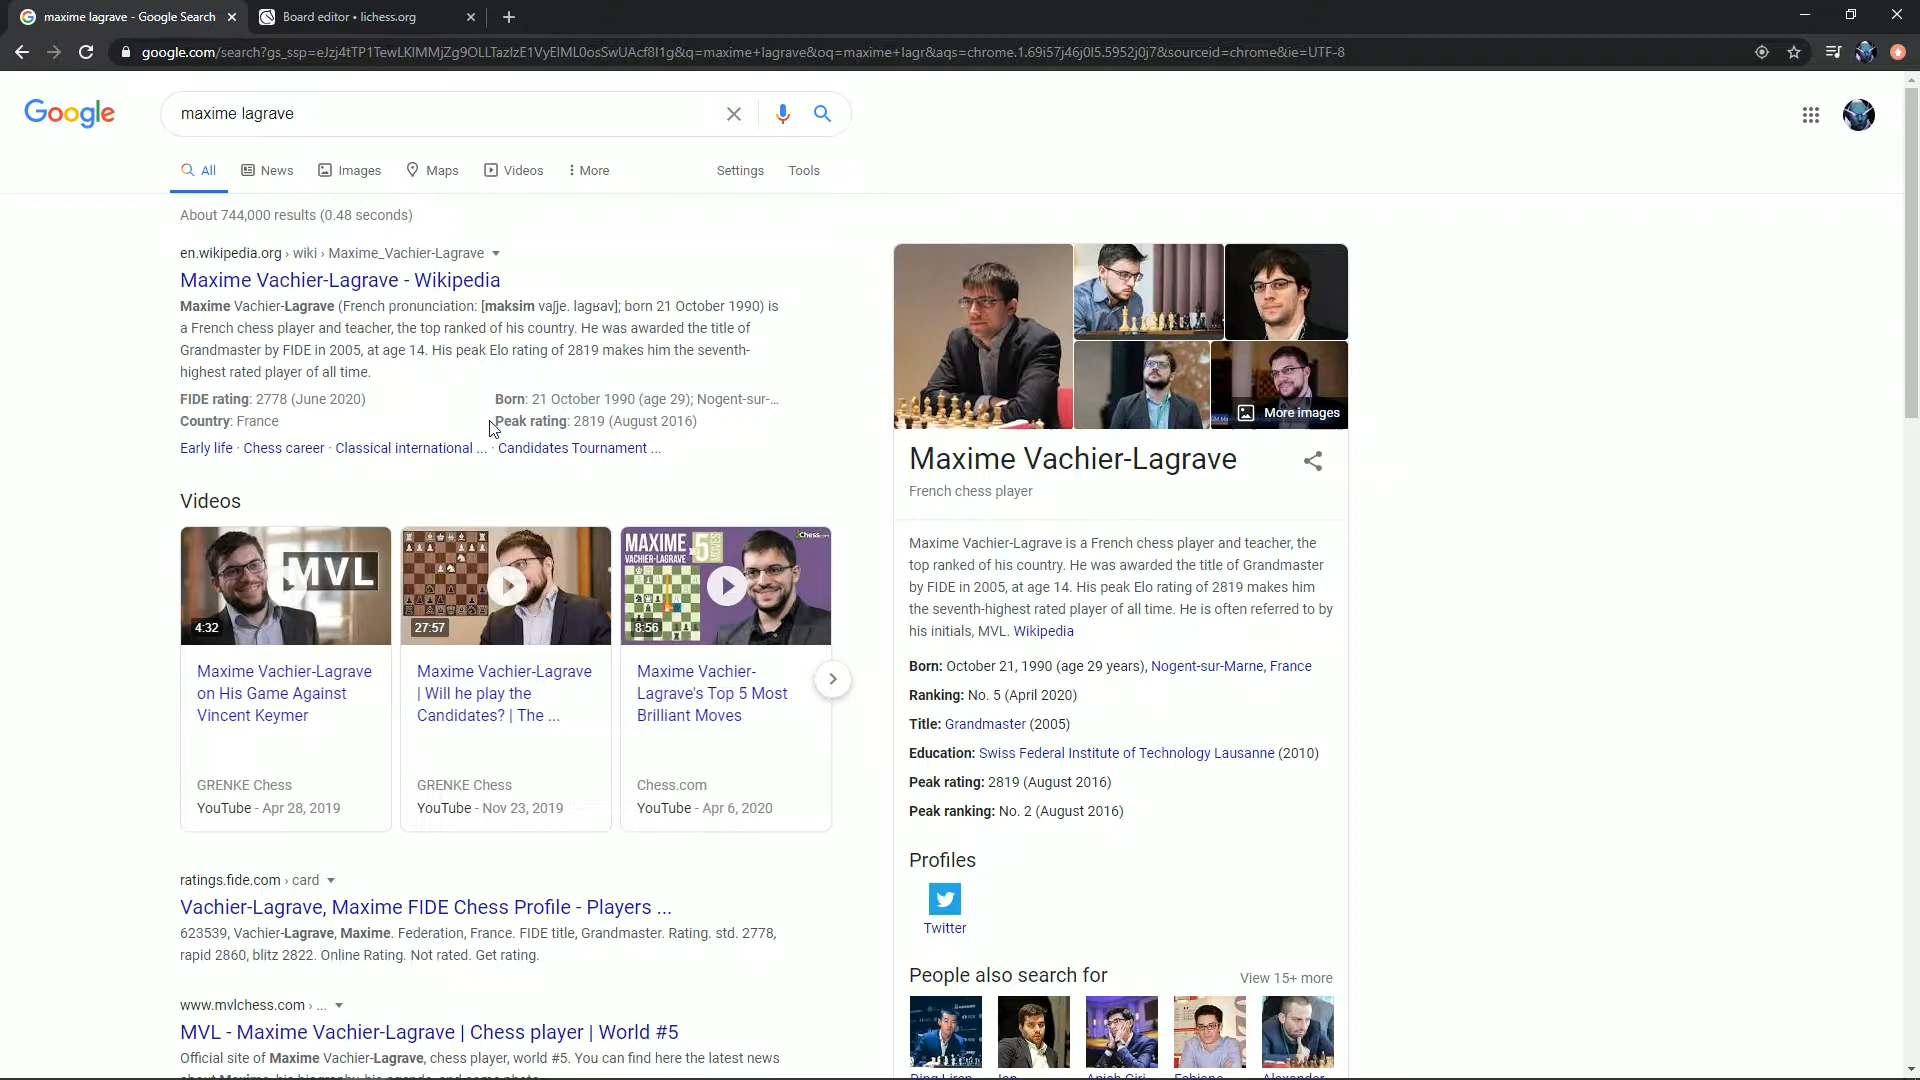 maxime lagrave - Google Search
Board editor • lichess.org
google.com/search?gs_ssp=eJzj4tTP1TewLKlMMjZg9OLLTazIzE1VyElML0osSwUAcf8I1g&q=maxime+lagrave&oq=maxime+lagr&aqs=chrome.1.69i57j46j0l5.5952j0j7&sourceid=chrome&ie=UTF-8
Google
maxime lagrave
All
News
Images
Maps
Videos
More
Settings
Tools
About 744,000 results (0.48 seconds)
en.wikipedia.org › wiki › Maxime_Vachier-Lagrave
Maxime Vachier-Lagrave - Wikipedia
Maxime Vachier-Lagrave (French pronunciation: [maksim vaʃje. lagʁav]; born 21 October 1990) is
a French chess player and teacher, the top ranked of his country. He was awarded the title of
Grandmaster by FIDE in 2005, at age 14. His peak Elo rating of 2819 makes him the seventh-
highest rated player of all time.
FIDE rating: 2778 (June 2020)
Born: 21 October 1990 (age 29); Nogent-sur-...
Country: France
Peak rating: 2819 (August 2016)
Early life · Chess career · Classical international ... · Candidates Tournament ...
Videos
MVL
4:32
27:57
MAXIME
VACHIER-LAGRAVE
5
MOVES
Chess.com
8:56
Maxime Vachier-Lagrave
on His Game Against
Vincent Keymer
GRENKE Chess
YouTube - Apr 28, 2019
Maxime Vachier-Lagrave
| Will he play the
Candidates? | The ...
GRENKE Chess
YouTube - Nov 23, 2019
Maxime Vachier-
Lagrave's Top 5 Most
Brilliant Moves
Chess.com
YouTube - Apr 6, 2020
ratings.fide.com › card
Vachier-Lagrave, Maxime FIDE Chess Profile - Players ...
623539, Vachier-Lagrave, Maxime. Federation, France. FIDE title, Grandmaster. Rating. std. 2778,
rapid 2860, blitz 2822. Online Rating. Not rated. Get rating.
www.mvlchess.com › ...
MVL - Maxime Vachier-Lagrave | Chess player | World #5
Official site of Maxime Vachier-Lagrave, chess player, world #5. You can find here the latest news
More images
Maxime Vachier-Lagrave
French chess player
Maxime Vachier-Lagrave is a French chess player and teacher, the
top ranked of his country. He was awarded the title of Grandmaster
by FIDE in 2005, at age 14. His peak Elo rating of 2819 makes him
the seventh-highest rated player of all time. He is often referred to by
his initials, MVL. Wikipedia
Born: October 21, 1990 (age 29 years), Nogent-sur-Marne, France
Ranking: No. 5 (April 2020)
Title: Grandmaster (2005)
Education: Swiss Federal Institute of Technology Lausanne (2010)
Peak rating: 2819 (August 2016)
Peak ranking: No. 2 (August 2016)
Profiles
Twitter
People also search for
View 15+ more